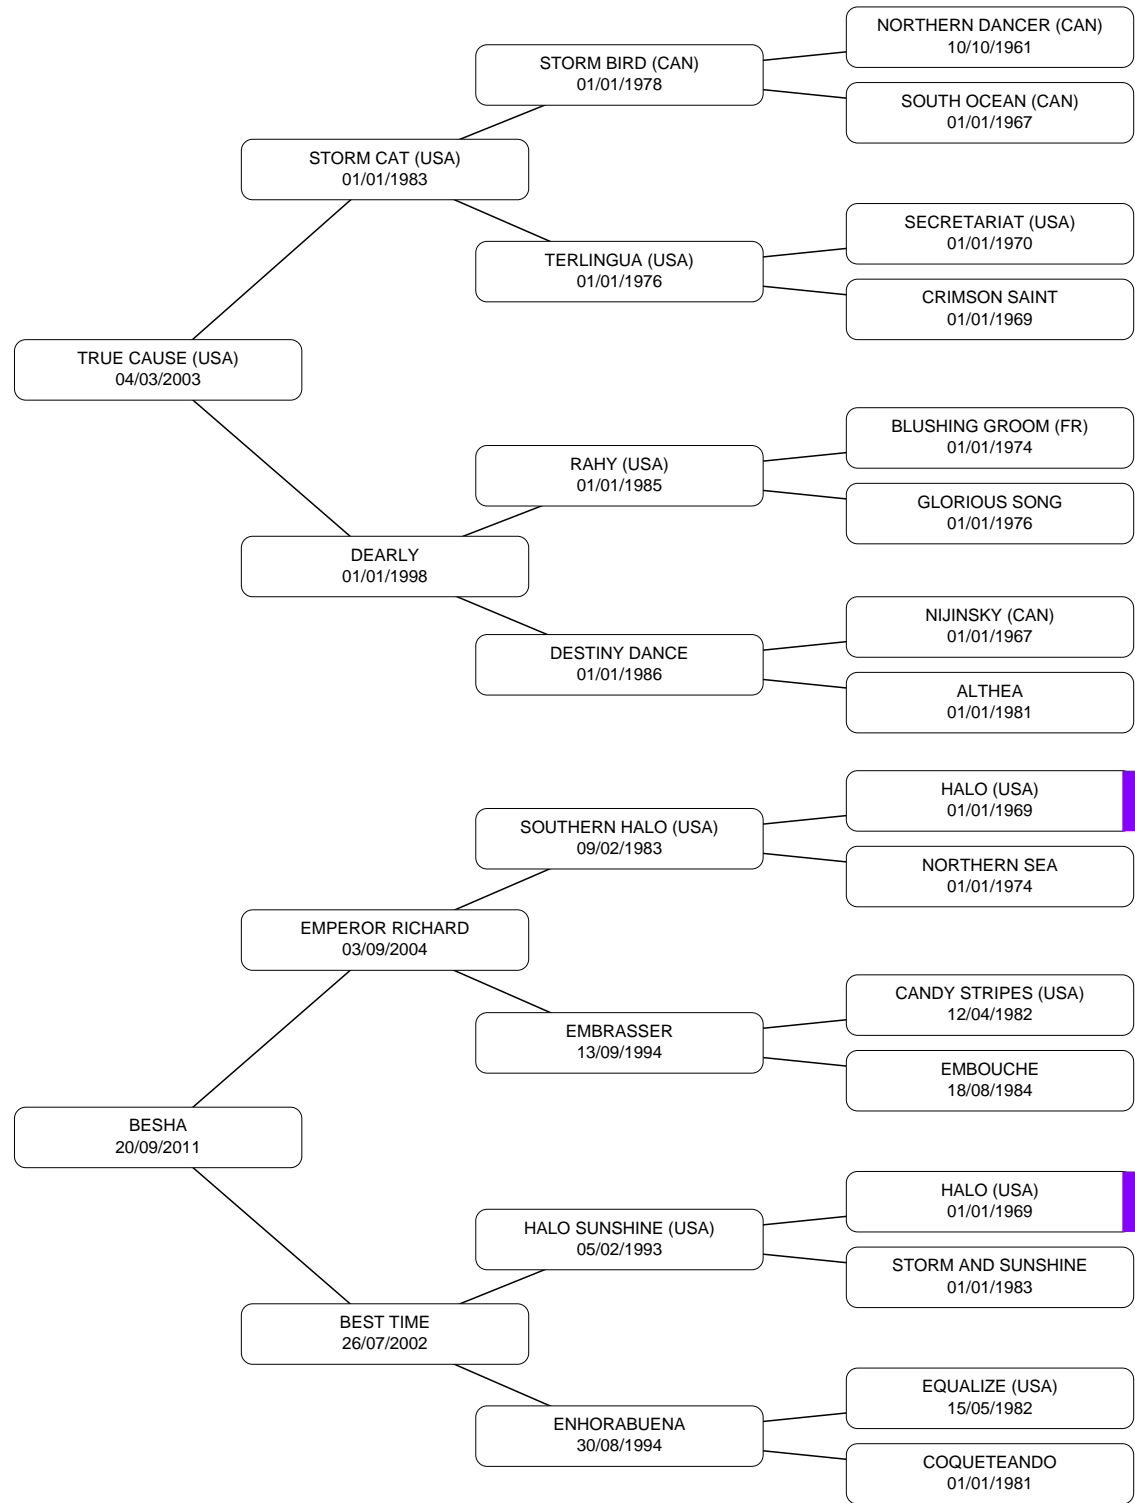 NORTHERN DANCER (CAN)
10/10/1961
STORM BIRD (CAN)
01/01/1978
SOUTH OCEAN (CAN)
01/01/1967
STORM CAT (USA)
01/01/1983
SECRETARIAT (USA)
01/01/1970
TERLINGUA (USA)
01/01/1976
CRIMSON SAINT
01/01/1969
TRUE CAUSE (USA)
04/03/2003
BLUSHING GROOM (FR)
01/01/1974
RAHY (USA)
01/01/1985
GLORIOUS SONG
01/01/1976
DEARLY
01/01/1998
NIJINSKY (CAN)
01/01/1967
DESTINY DANCE
01/01/1986
ALTHEA
01/01/1981
HALO (USA)
01/01/1969
SOUTHERN HALO (USA)
09/02/1983
NORTHERN SEA
01/01/1974
EMPEROR RICHARD
03/09/2004
CANDY STRIPES (USA)
12/04/1982
EMBRASSER
13/09/1994
EMBOUCHE
18/08/1984
BESHA
20/09/2011
HALO (USA)
01/01/1969
HALO SUNSHINE (USA)
05/02/1993
STORM AND SUNSHINE
01/01/1983
BEST TIME
26/07/2002
EQUALIZE (USA)
15/05/1982
ENHORABUENA
30/08/1994
COQUETEANDO
01/01/1981